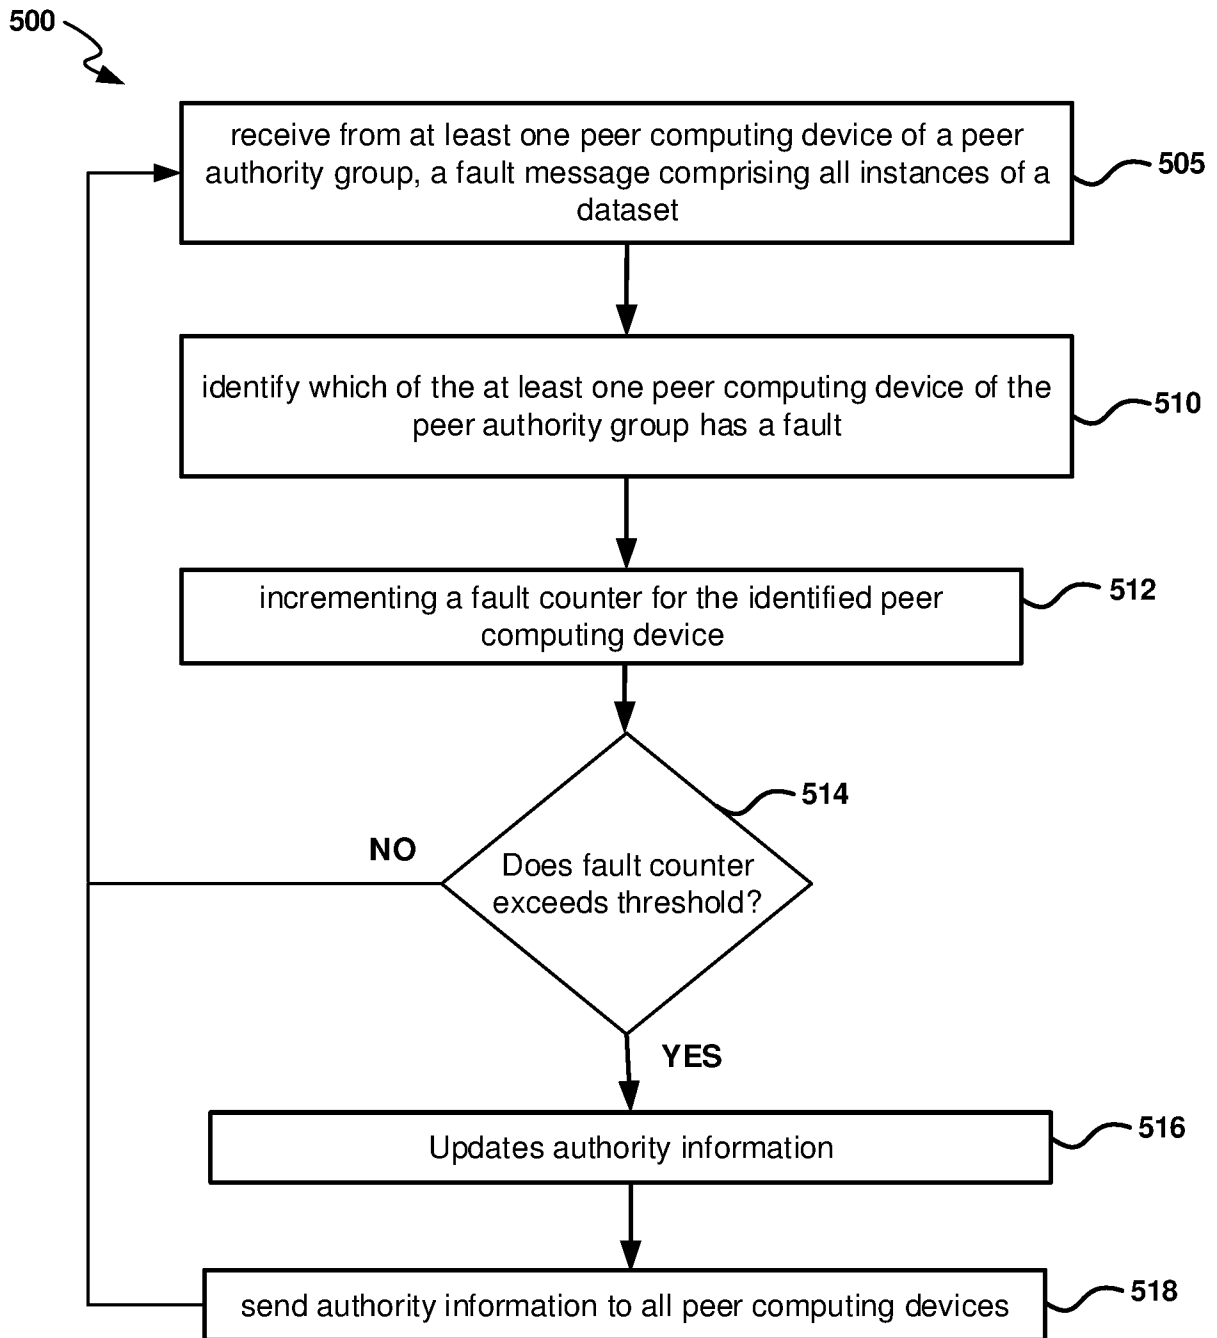 500
receive from at least one peer computing device of a peer
authority group, a fault message comprising all instances of a
dataset
505
identify which of the at least one peer computing device of the
peer authority group has a fault
510
incrementing a fault counter for the identified peer
computing device
512
514
NO
Does fault counter
exceeds threshold?
YES
Updates authority information
516
send authority information to all peer computing devices
518